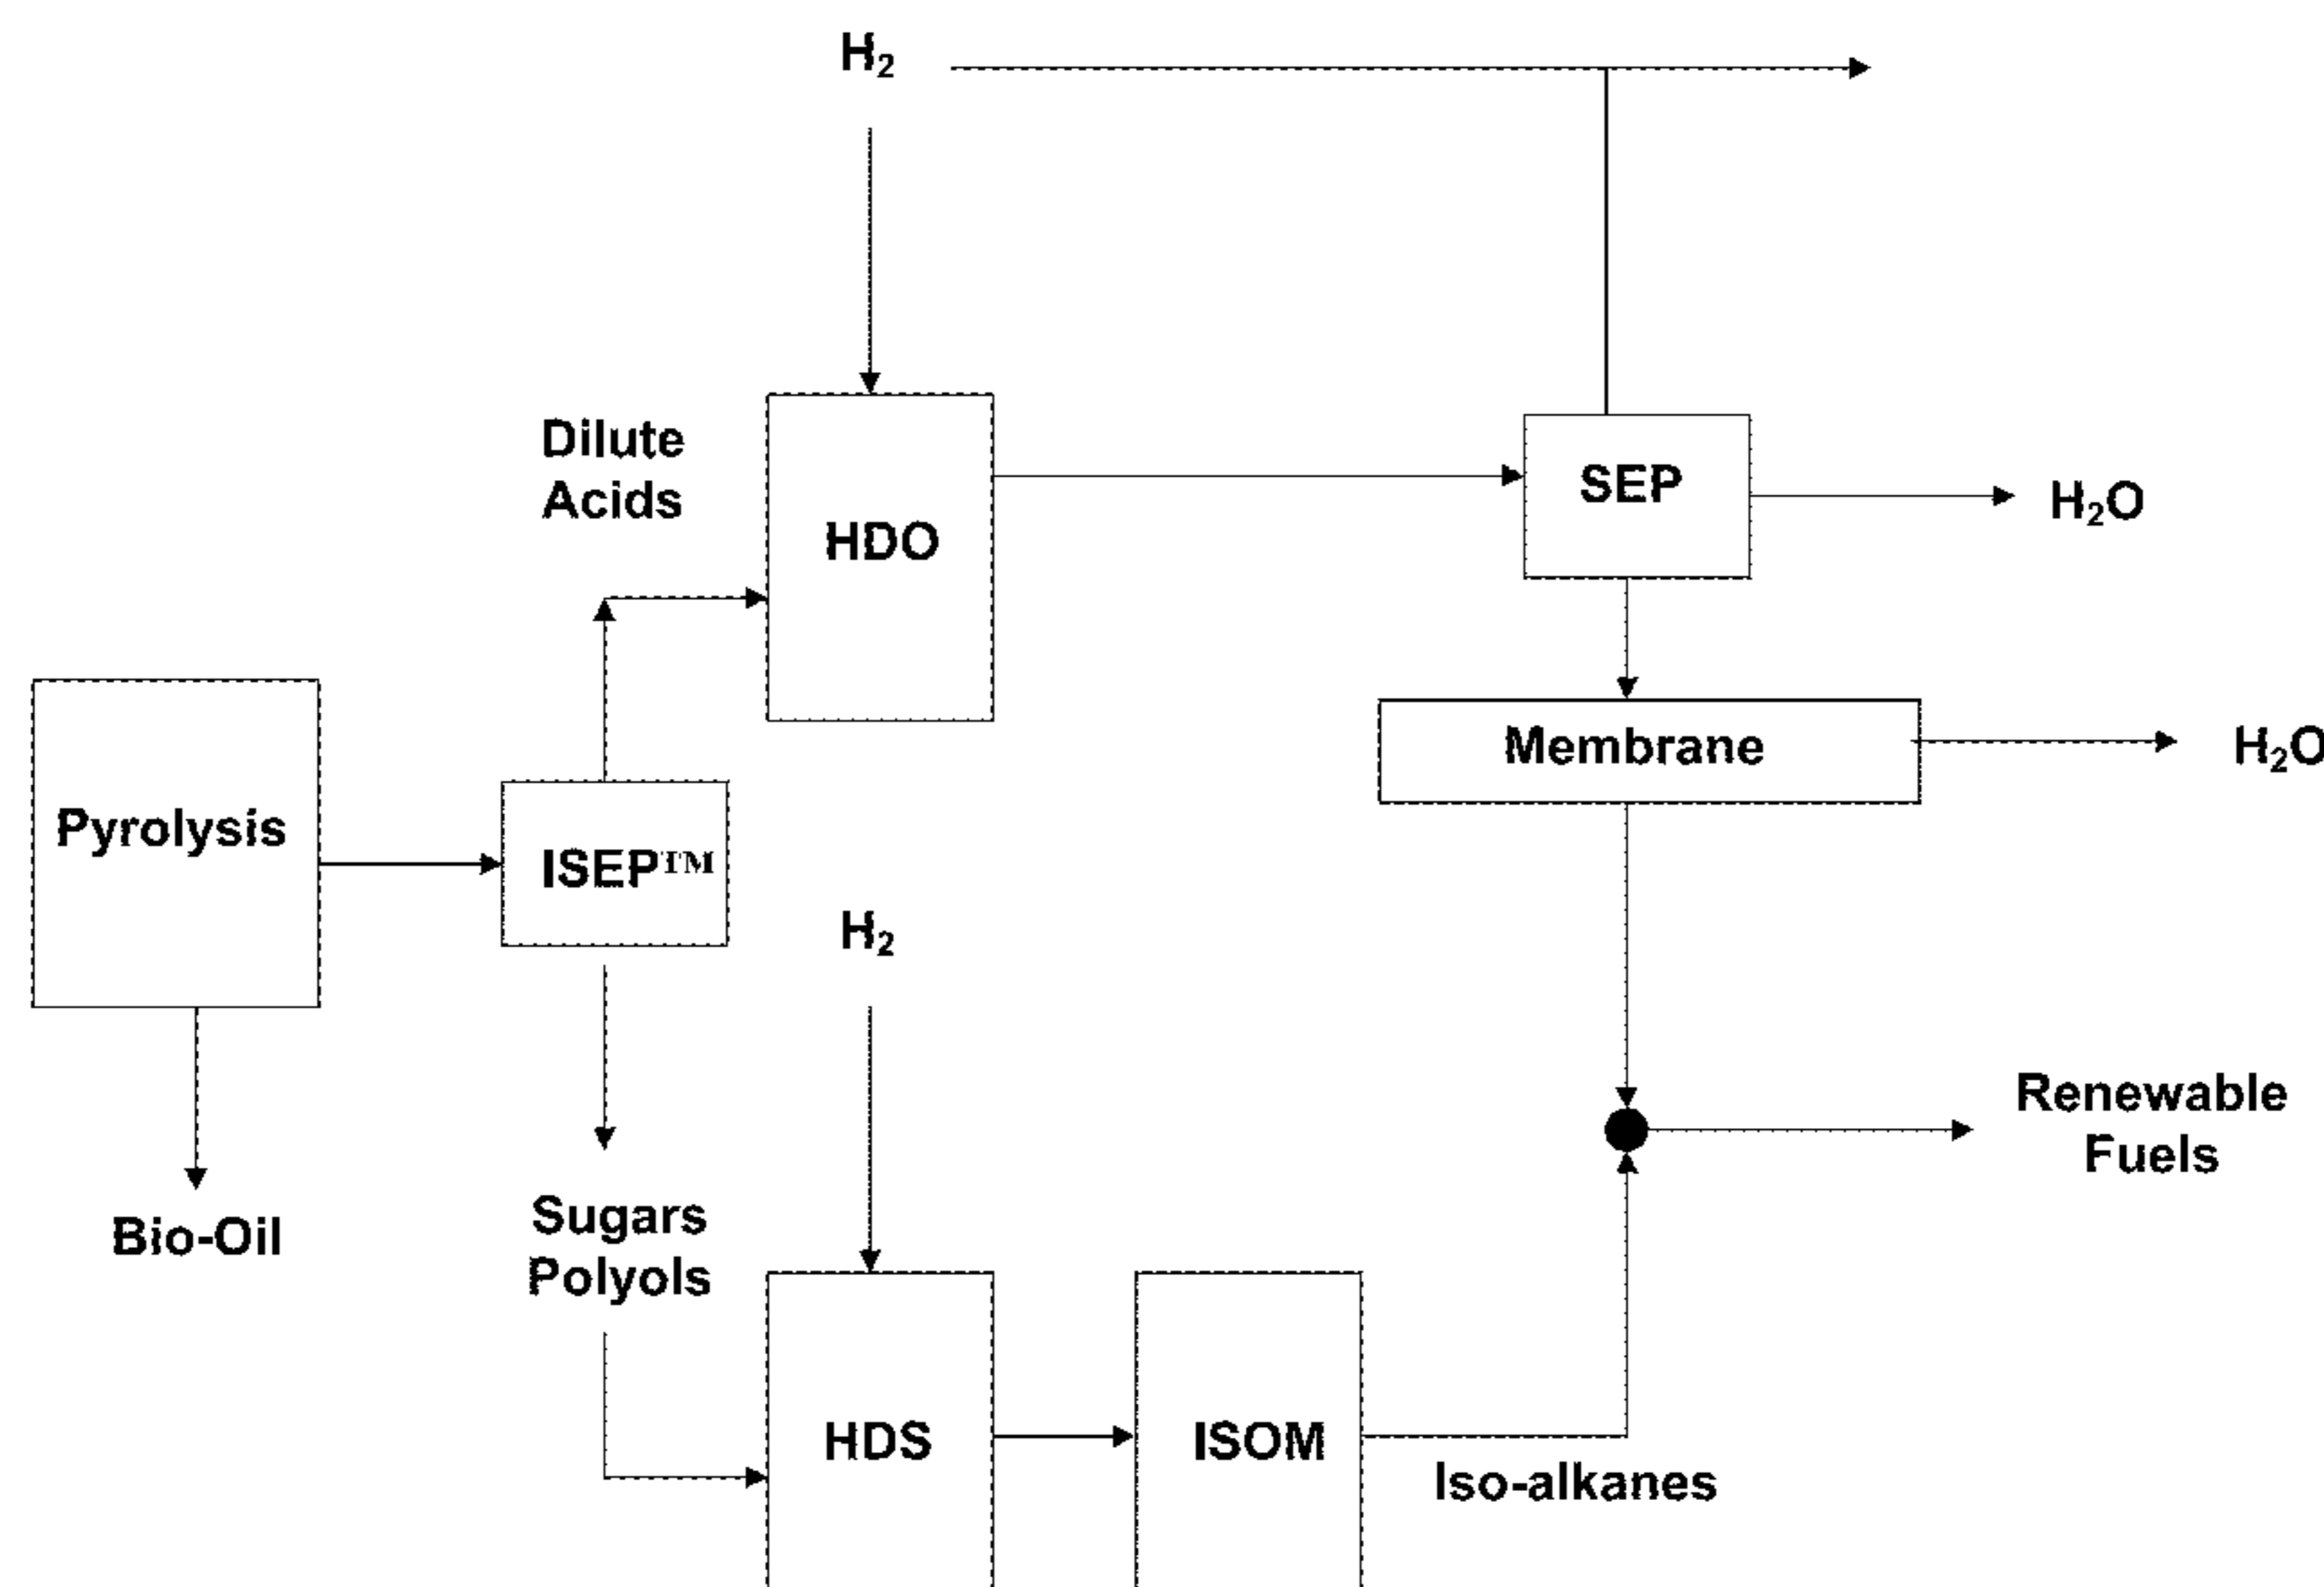 H₂
Dilute
Acids
HDO
SEP
H₂O
Membrane
H₂O
Pyrolysis
ISEP™
H₂
Renewable
Fuels
Bio-Oil
Sugars
Polyols
HDS
ISOM
Iso-alkanes